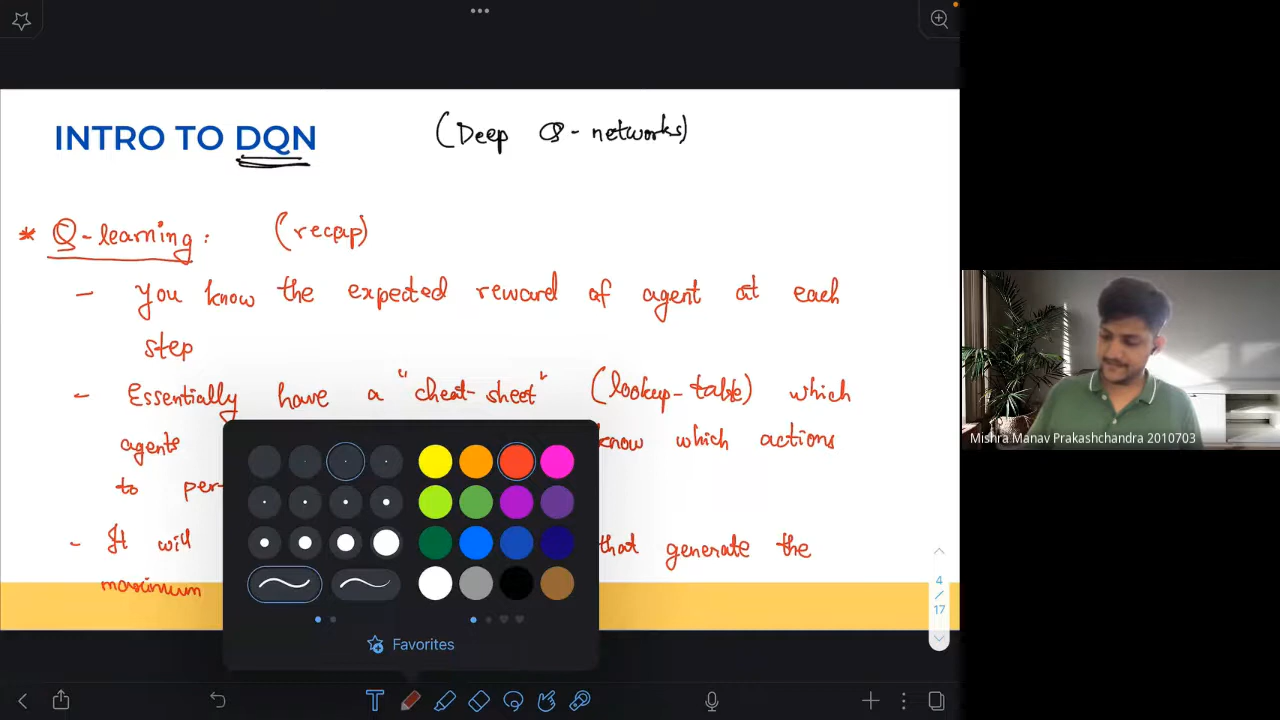 INTRO TO DQN (Deep Q-networks)
* Q-learning: (recap)
- You know the expected reward of agent at each
step
- Essentially have a "cheat-sheet" (lookup-table) which
agents know which actions
to per-
- It will that generate the
maximum
4
/
17
Favorites
T
Mishra Manav Prakashchandra 2010703